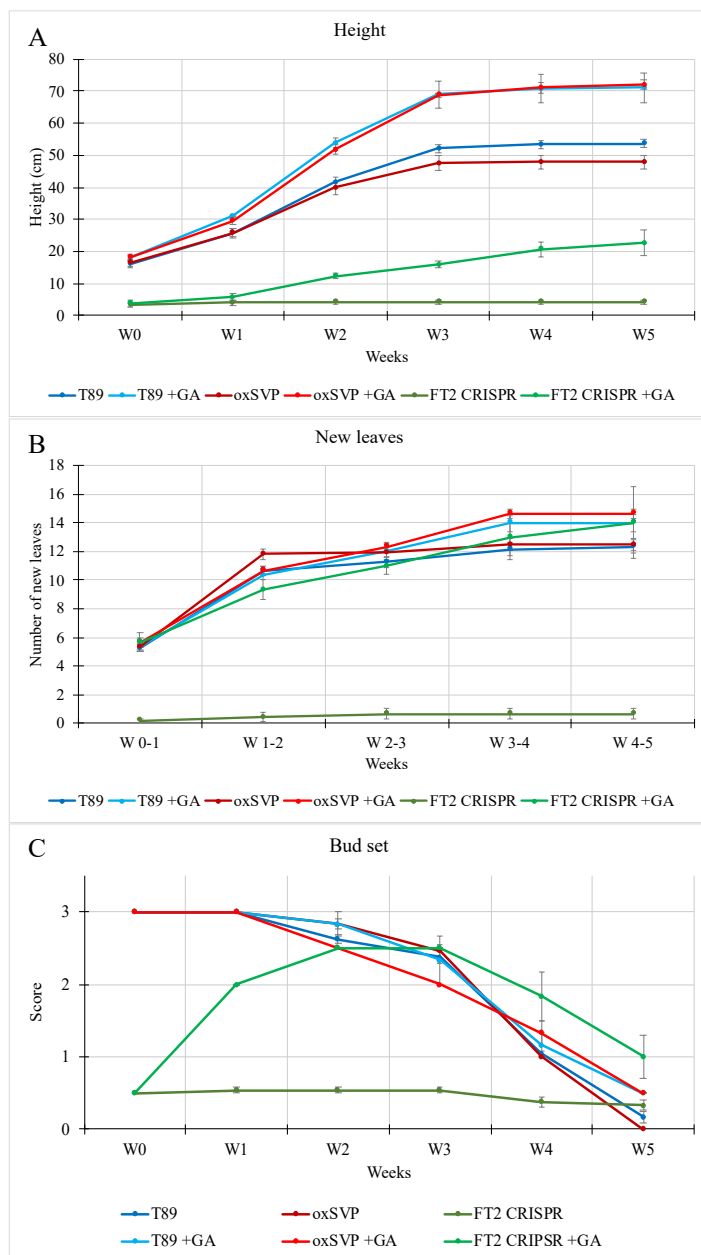 A
Height
80
70
60
50
40
30
20
10
0
Height (cm)
W0 W1 W2 W3 W4 W5
Weeks
T89 T89 +GA oxSVP oxSVP +GA FT2 CRISPR FT2 CRISPR +GA
B
New leaves
18
16
14
12
10
8
6
4
2
0
Number of new leaves
W 0-1 W 1-2 W 2-3 W 3-4 W 4-5
Weeks
T89 T89 +GA oxSVP oxSVP +GA FT2 CRISPR FT2 CRISPR +GA
C
Bud set
3
2
1
0
Score
W0 W1 W2 W3 W4 W5
Weeks
T89 oxSVP FT2 CRISPR
T89 +GA oxSVP +GA FT2 CRIPSR +GA